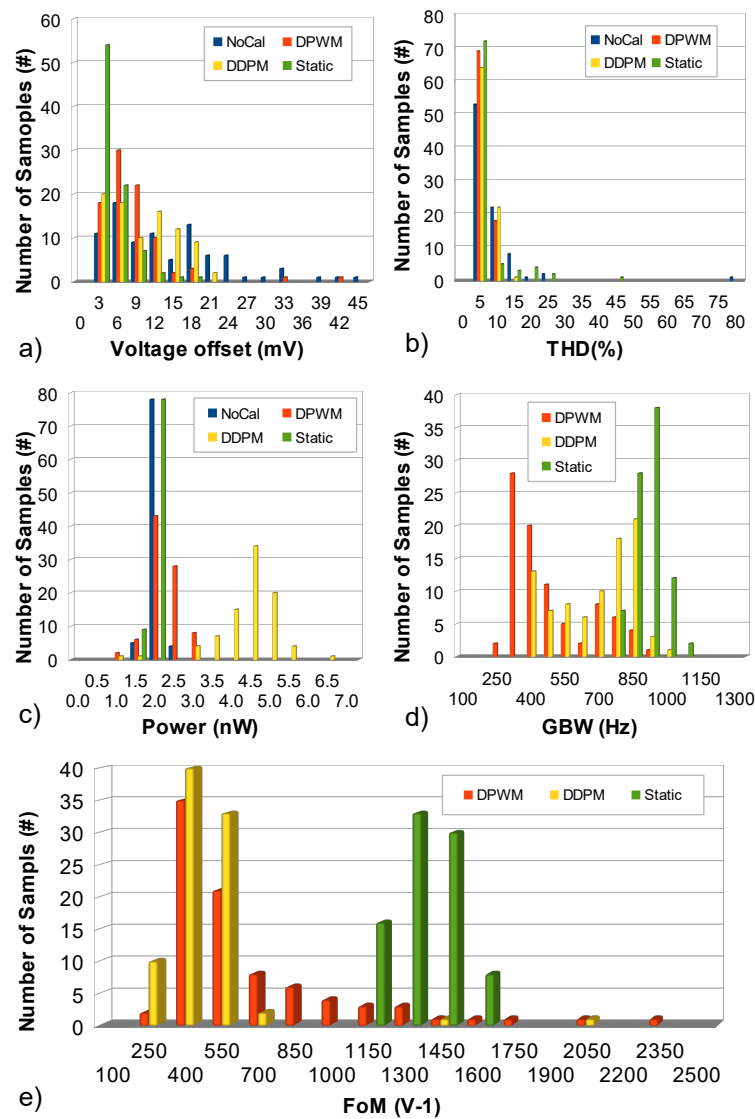 60
50
40
30
20
10
0
Number of Samoples (#)
NoCal DPWM
DDPM Static
3 9 15 21 27 33 39 45
0 6 12 18 24 30 36 42
a) Voltage offset (mV)
80
70
60
50
40
30
20
10
0
Number of Samples (#)
NoCal DPWM
DDPM Static
5 15 25 35 45 55 65 75
0 10 20 30 40 50 60 70 80
b) THD(%)
80
70
60
50
40
30
20
10
0
Number of Samples (#)
NoCal DPWM
DDPM Static
0.5 1.5 2.5 3.5 4.5 5.5 6.5
0.0 1.0 2.0 3.0 4.0 5.0 6.0 7.0
c) Power (nW)
40
35
30
25
20
15
10
5
0
Number of Samples (#)
DPWM
DDPM
Static
250 550 850 1150
100 400 700 1000 1300
d) GBW (Hz)
40
35
30
25
20
15
10
5
0
Number of Sampls (#)
DPWM DDPM Static
250 550 850 1150 1450 1750 2050 2350
100 400 700 1000 1300 1600 1900 2200 2500
e) FoM (V-1)